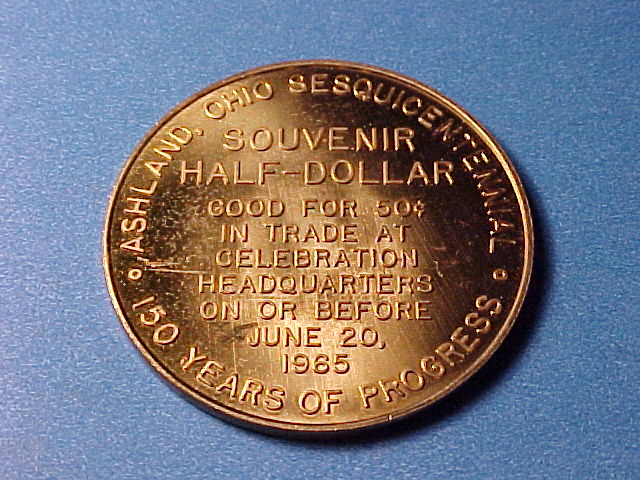 ASHLAND, OHIO SESQUICENTENNIAL
SOUVENIR
HALF-DOLLAR
GOOD FOR 50¢
IN TRADE AT
CELEBRATION
HEADQUARTERS
ON OR BEFORE
JUNE 20,
1965
150 YEARS OF PROGRESS